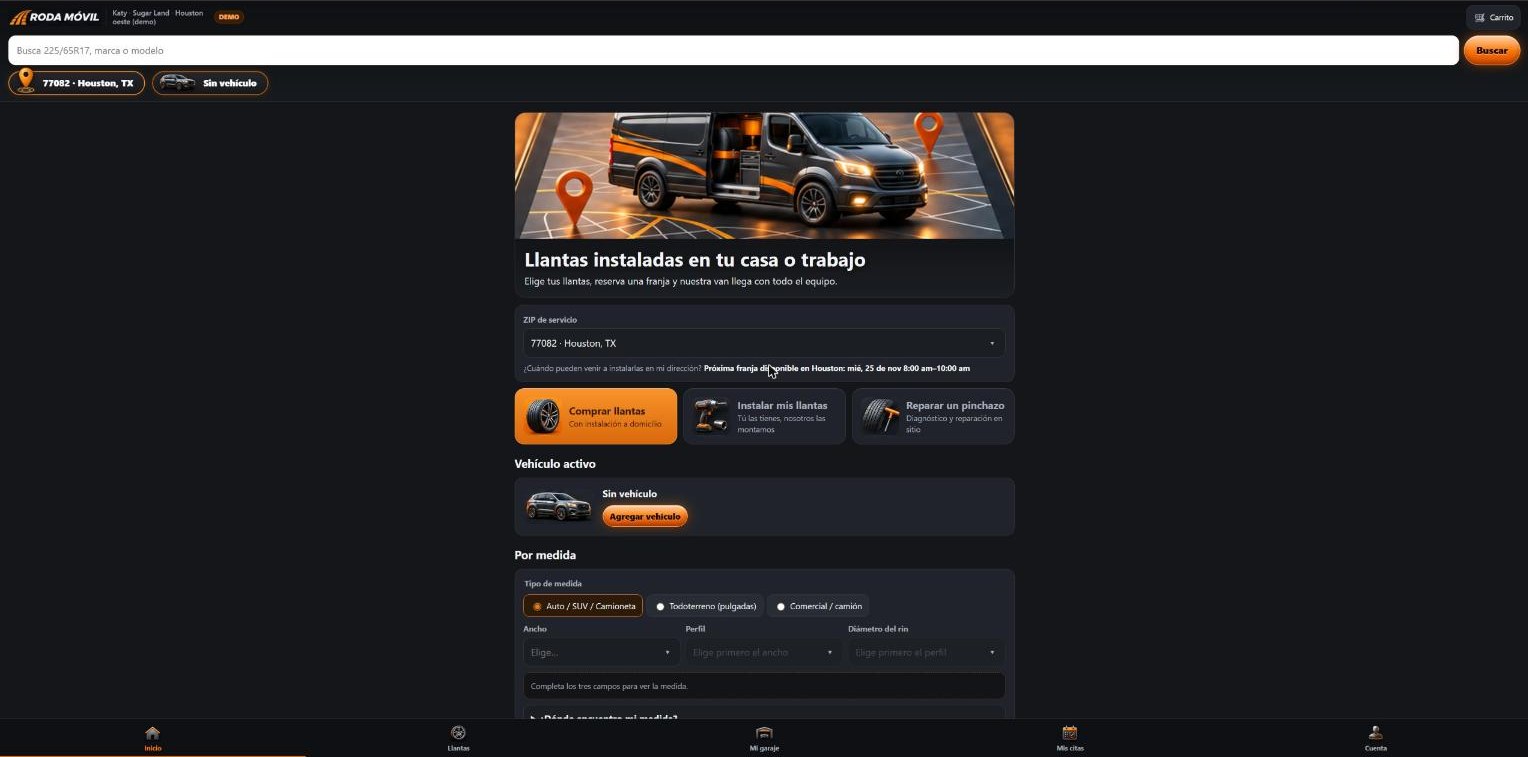 RODA MÓVIL
Katy · Sugar Land · Houston
oeste (demo)
DEMO
Carrito
Busca 225/65R17, marca o modelo
Buscar
77082 · Houston, TX
Sin vehículo
Llantas instaladas en tu casa o trabajo
Elige tus llantas, reserva una franja y nuestra van llega con todo el equipo.
ZIP de servicio
77082 · Houston, TX
¿Cuándo pueden venir a instalarlas en mi dirección? Próxima franja disponible en Houston: mié, 25 de nov 8:00 am–10:00 am
Comprar llantas
Con instalación a domicilio
Instalar mis llantas
Tú las tienes, nosotros las
montamos
Reparar un pinchazo
Diagnóstico y reparación en
sitio
Vehículo activo
Sin vehículo
Agregar vehículo
Por medida
Tipo de medida
Auto / SUV / Camioneta
Todoterreno (pulgadas)
Comercial / camión
Ancho
Perfil
Diámetro del rin
Elige...
Elige primero el ancho
Elige primero el perfil
Completa los tres campos para ver la medida.
¿Dónde encuentro mi medida?
Inicio
Llantas
Mi garaje
Mis citas
Cuenta